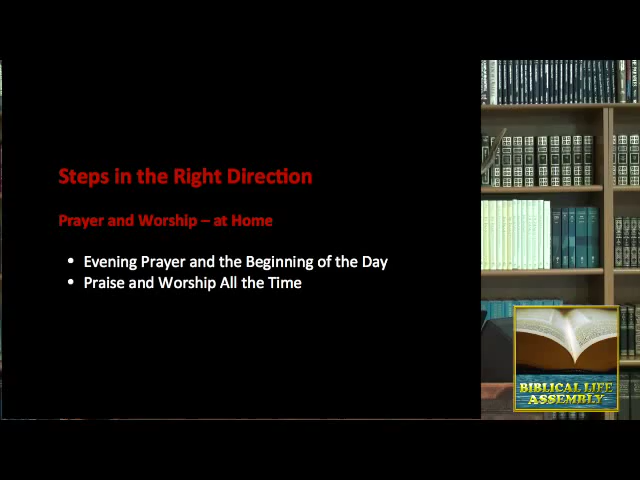 Steps in the Right Direction
Prayer and Worship – at Home
• Evening Prayer and the Beginning of the Day
• Praise and Worship All the Time
BIBLICAL LIFE
ASSEMBLY